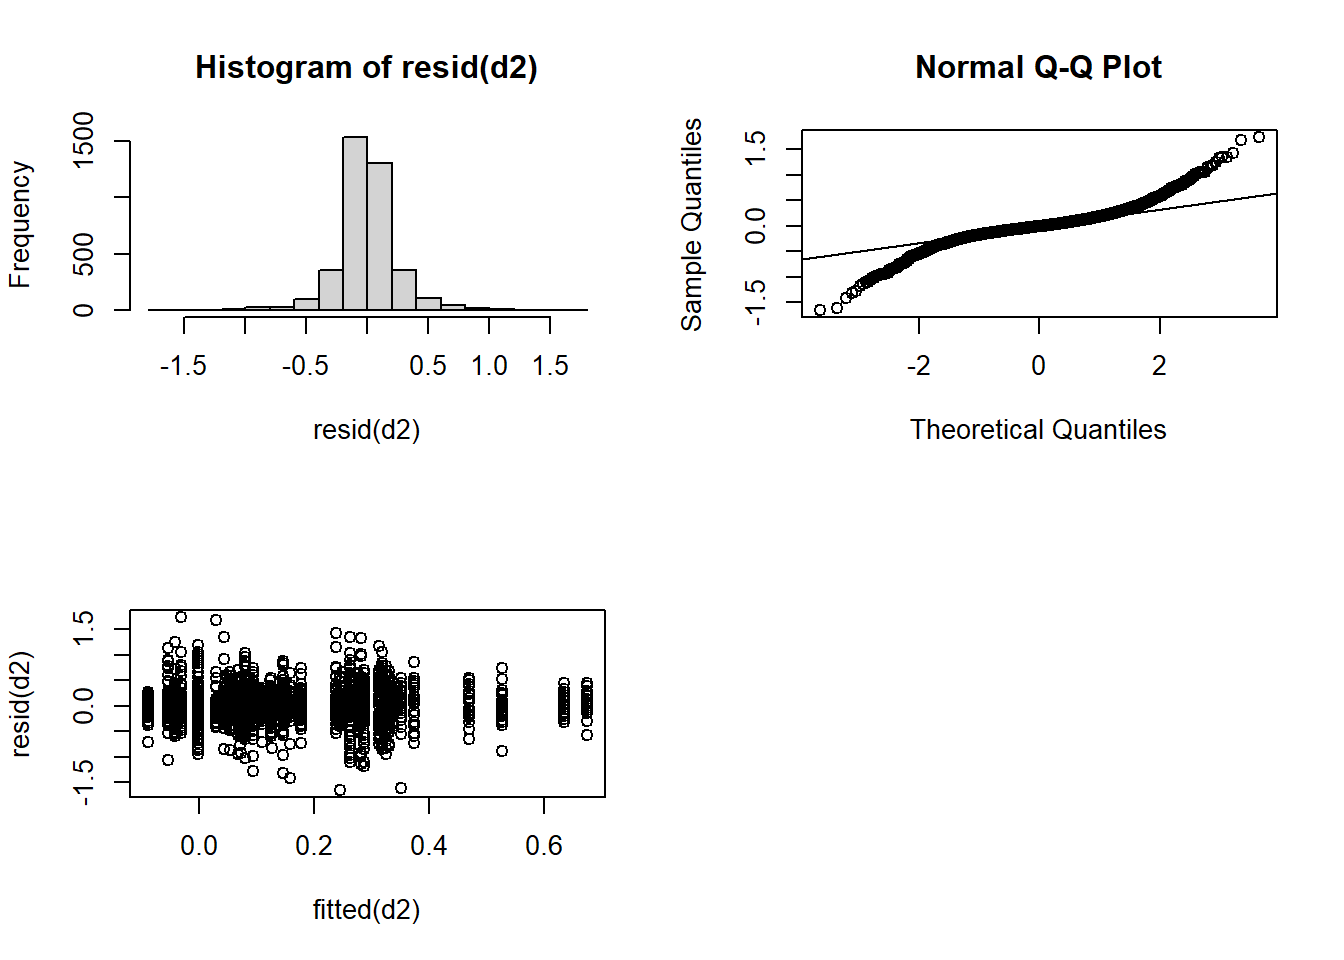 Histogram of resid(d2)
Frequency
0 500 1500
-1.5 -0.5 0.5 1.0 1.5
resid(d2)
Normal Q-Q Plot
Sample Quantiles
-1.5 0.0 1.5
-2 0 2
Theoretical Quantiles
resid(d2)
-1.5 0.0 1.5
0.0 0.2 0.4 0.6
fitted(d2)